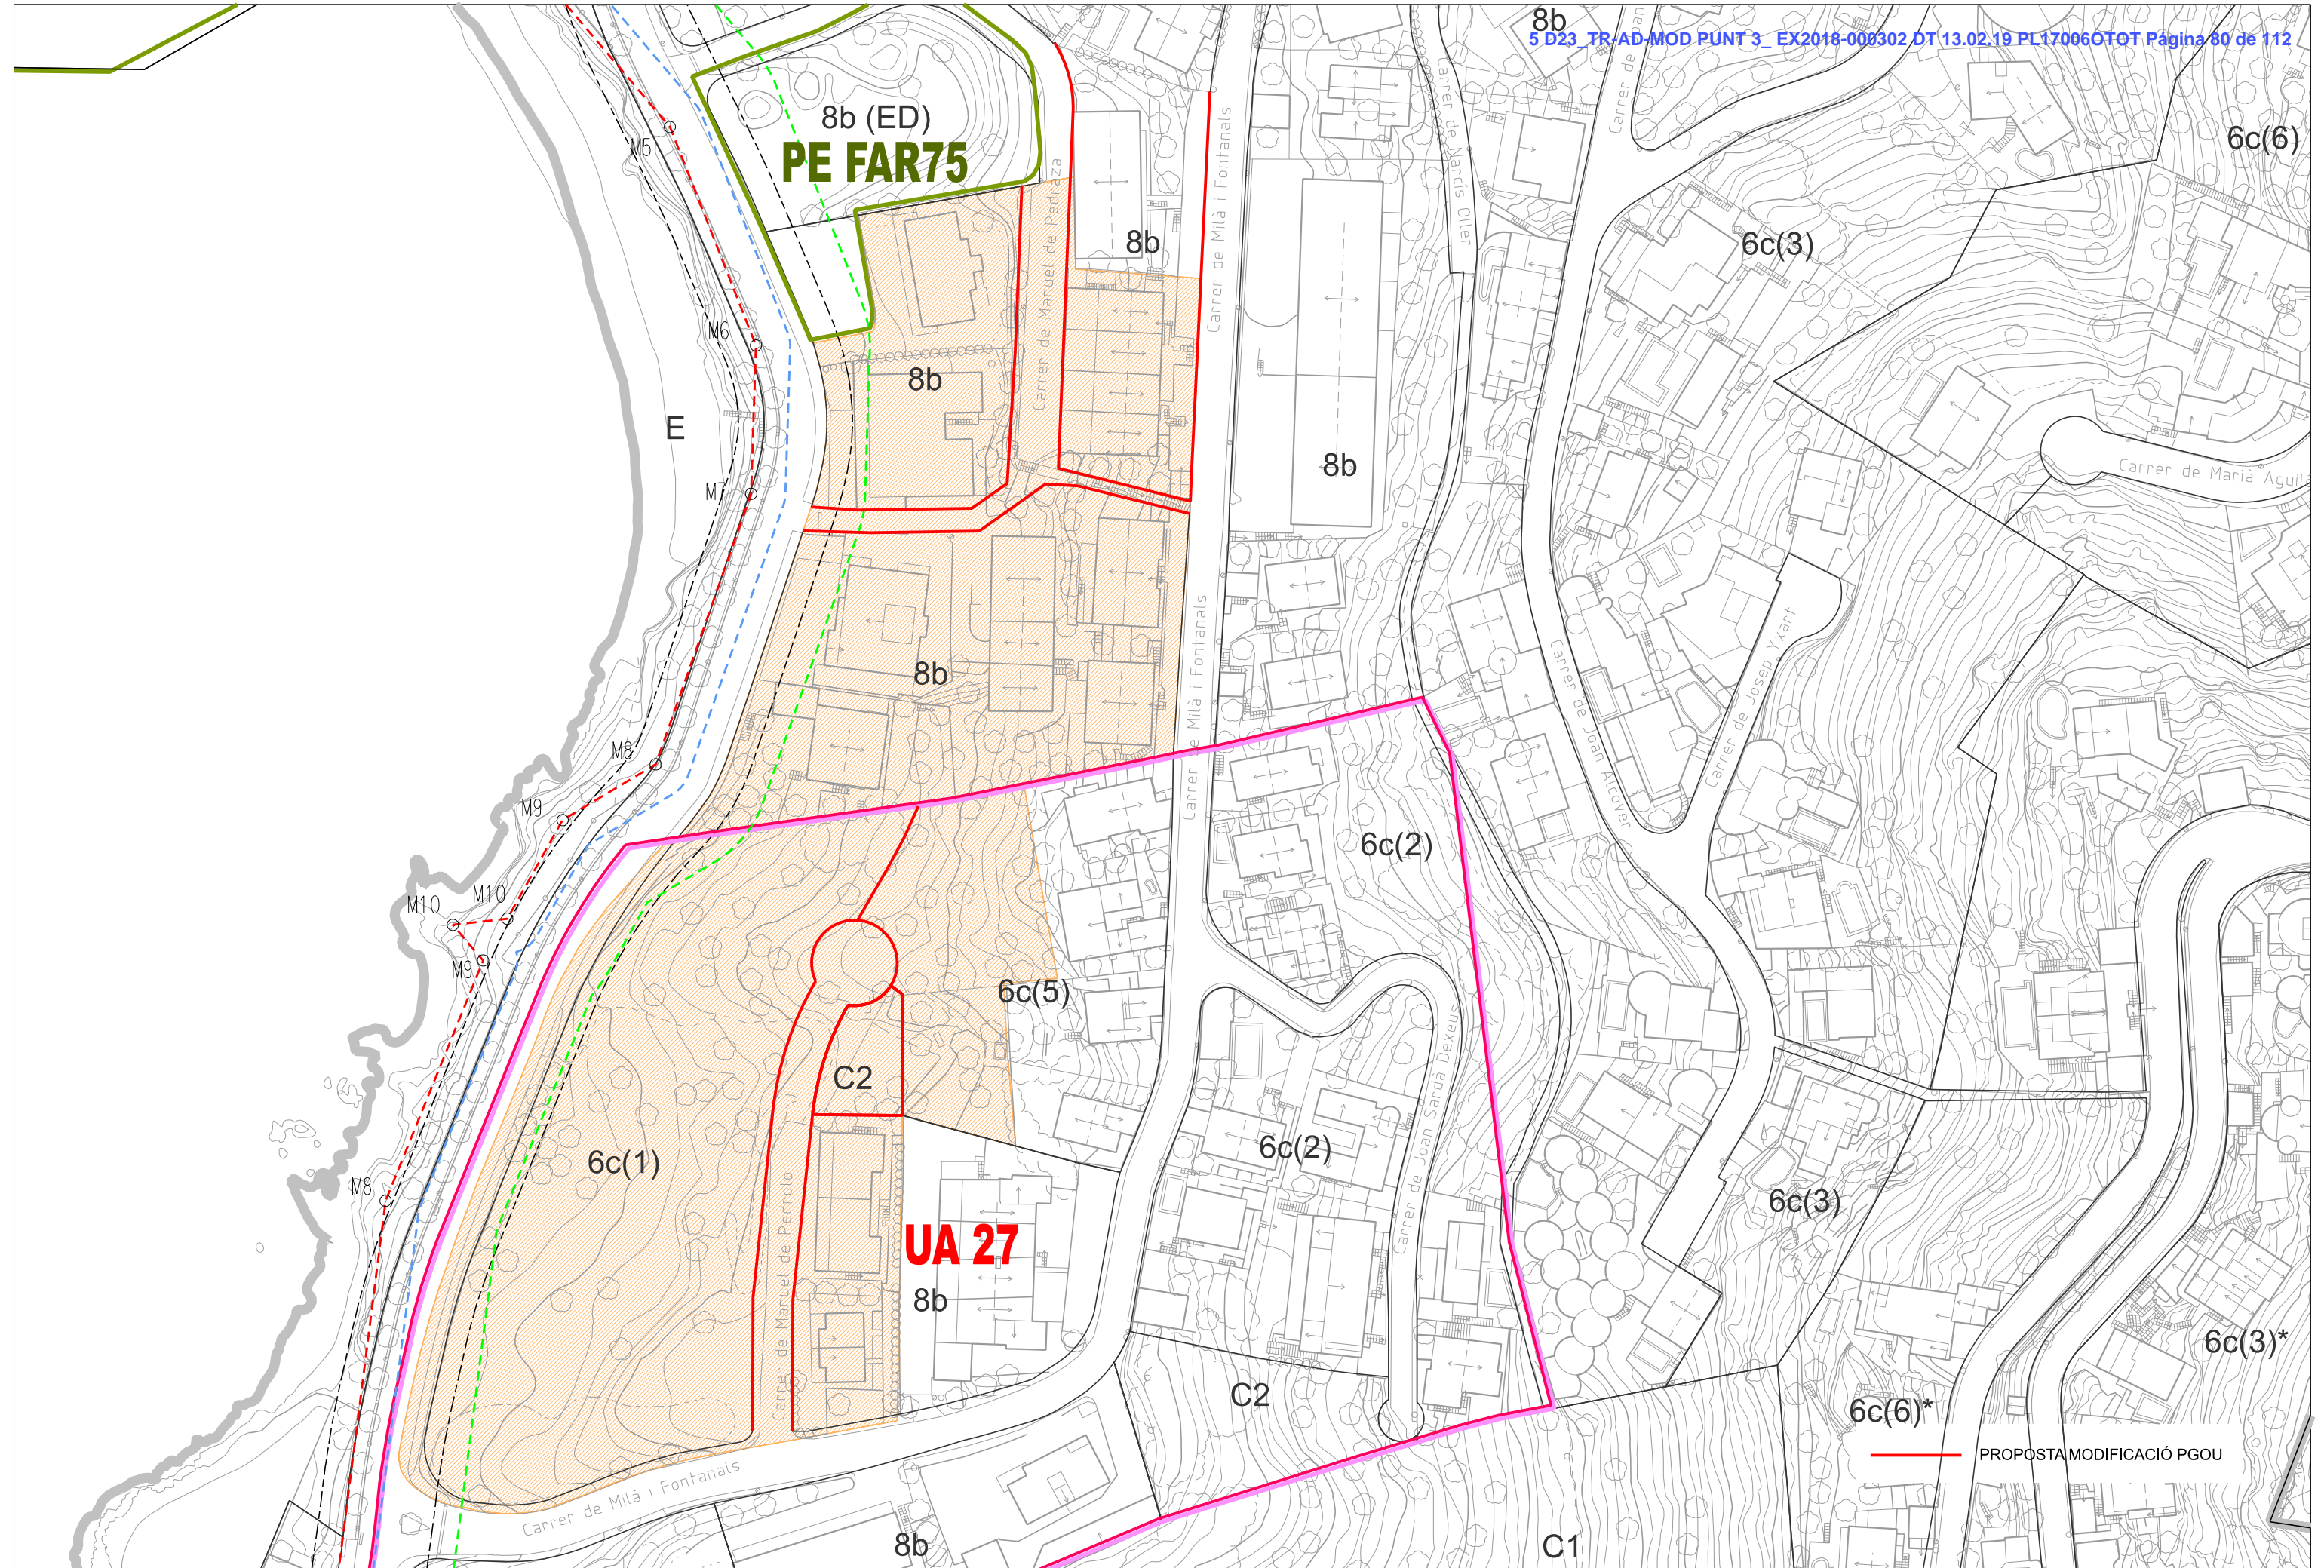 8b
5 D23_TR-AD-MOD PUNT 3_ EX2018-000302 DT 13.02.19 PL17006OTOT Página 80 de 112
8b (ED)
PE FAR75
M5
6c(6)
Carrer de Narcís Oller
Carrer de Milà i Fontanals
Carrer de Manuel de Pedraza
8b
6c(3)
M6
8b
E
8b
Carrer de Marià Aguil
M7
Carrer de Milà i Fontanals
8b
Carrer de Joan Alcover
Carrer de Josep Yxart
M8
M9
6c(2)
M10
M10
M9
6c(5)
Carrer de Joan Sardà Dexeus
C2
6c(1)
6c(2)
M8
6c(3)
Carrer de Manuel de Pedrolo
UA 27
8b
6c(3)*
C2
6c(6)*
PROPOSTA MODIFICACIÓ PGOU
Carrer de Milà i Fontanals
8b
C1